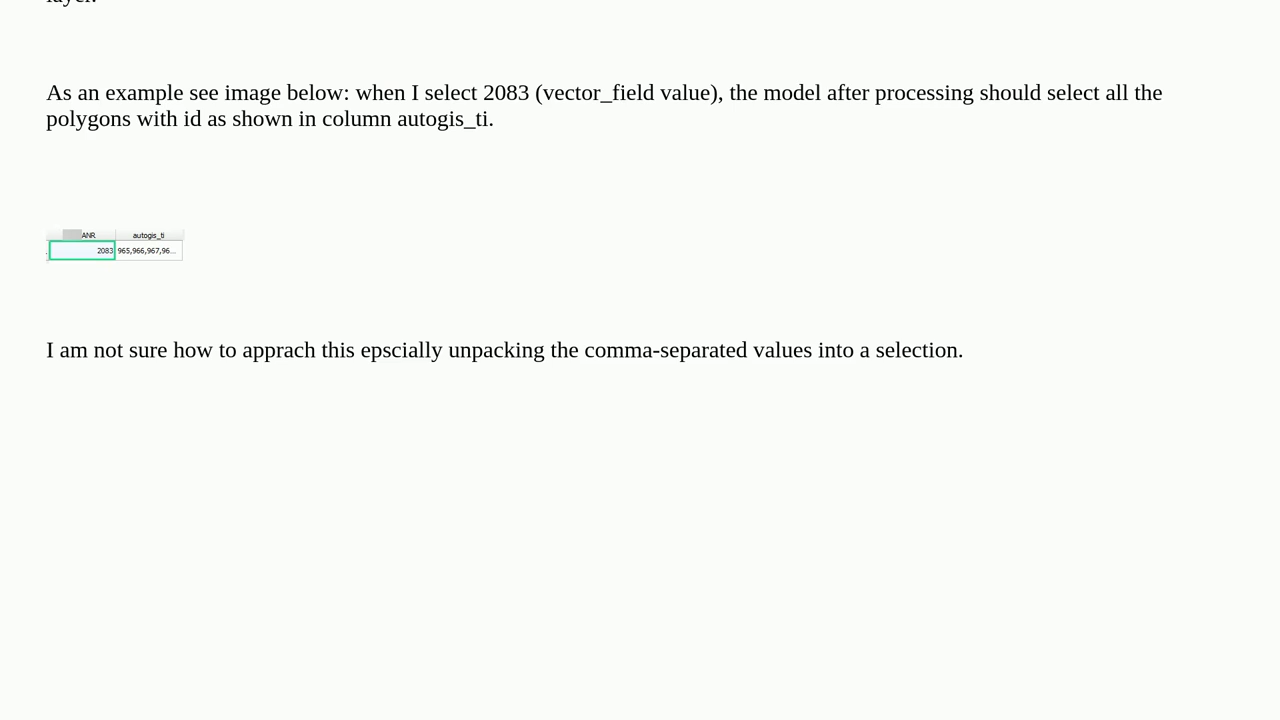 layer.
As an example see image below: when I select 2083 (vector_field value), the model after processing should select all the
polygons with id as shown in column autogis_ti.
ANR autogis_ti
2083 965,966,967,96...
I am not sure how to apprach this epscially unpacking the comma-separated values into a selection.